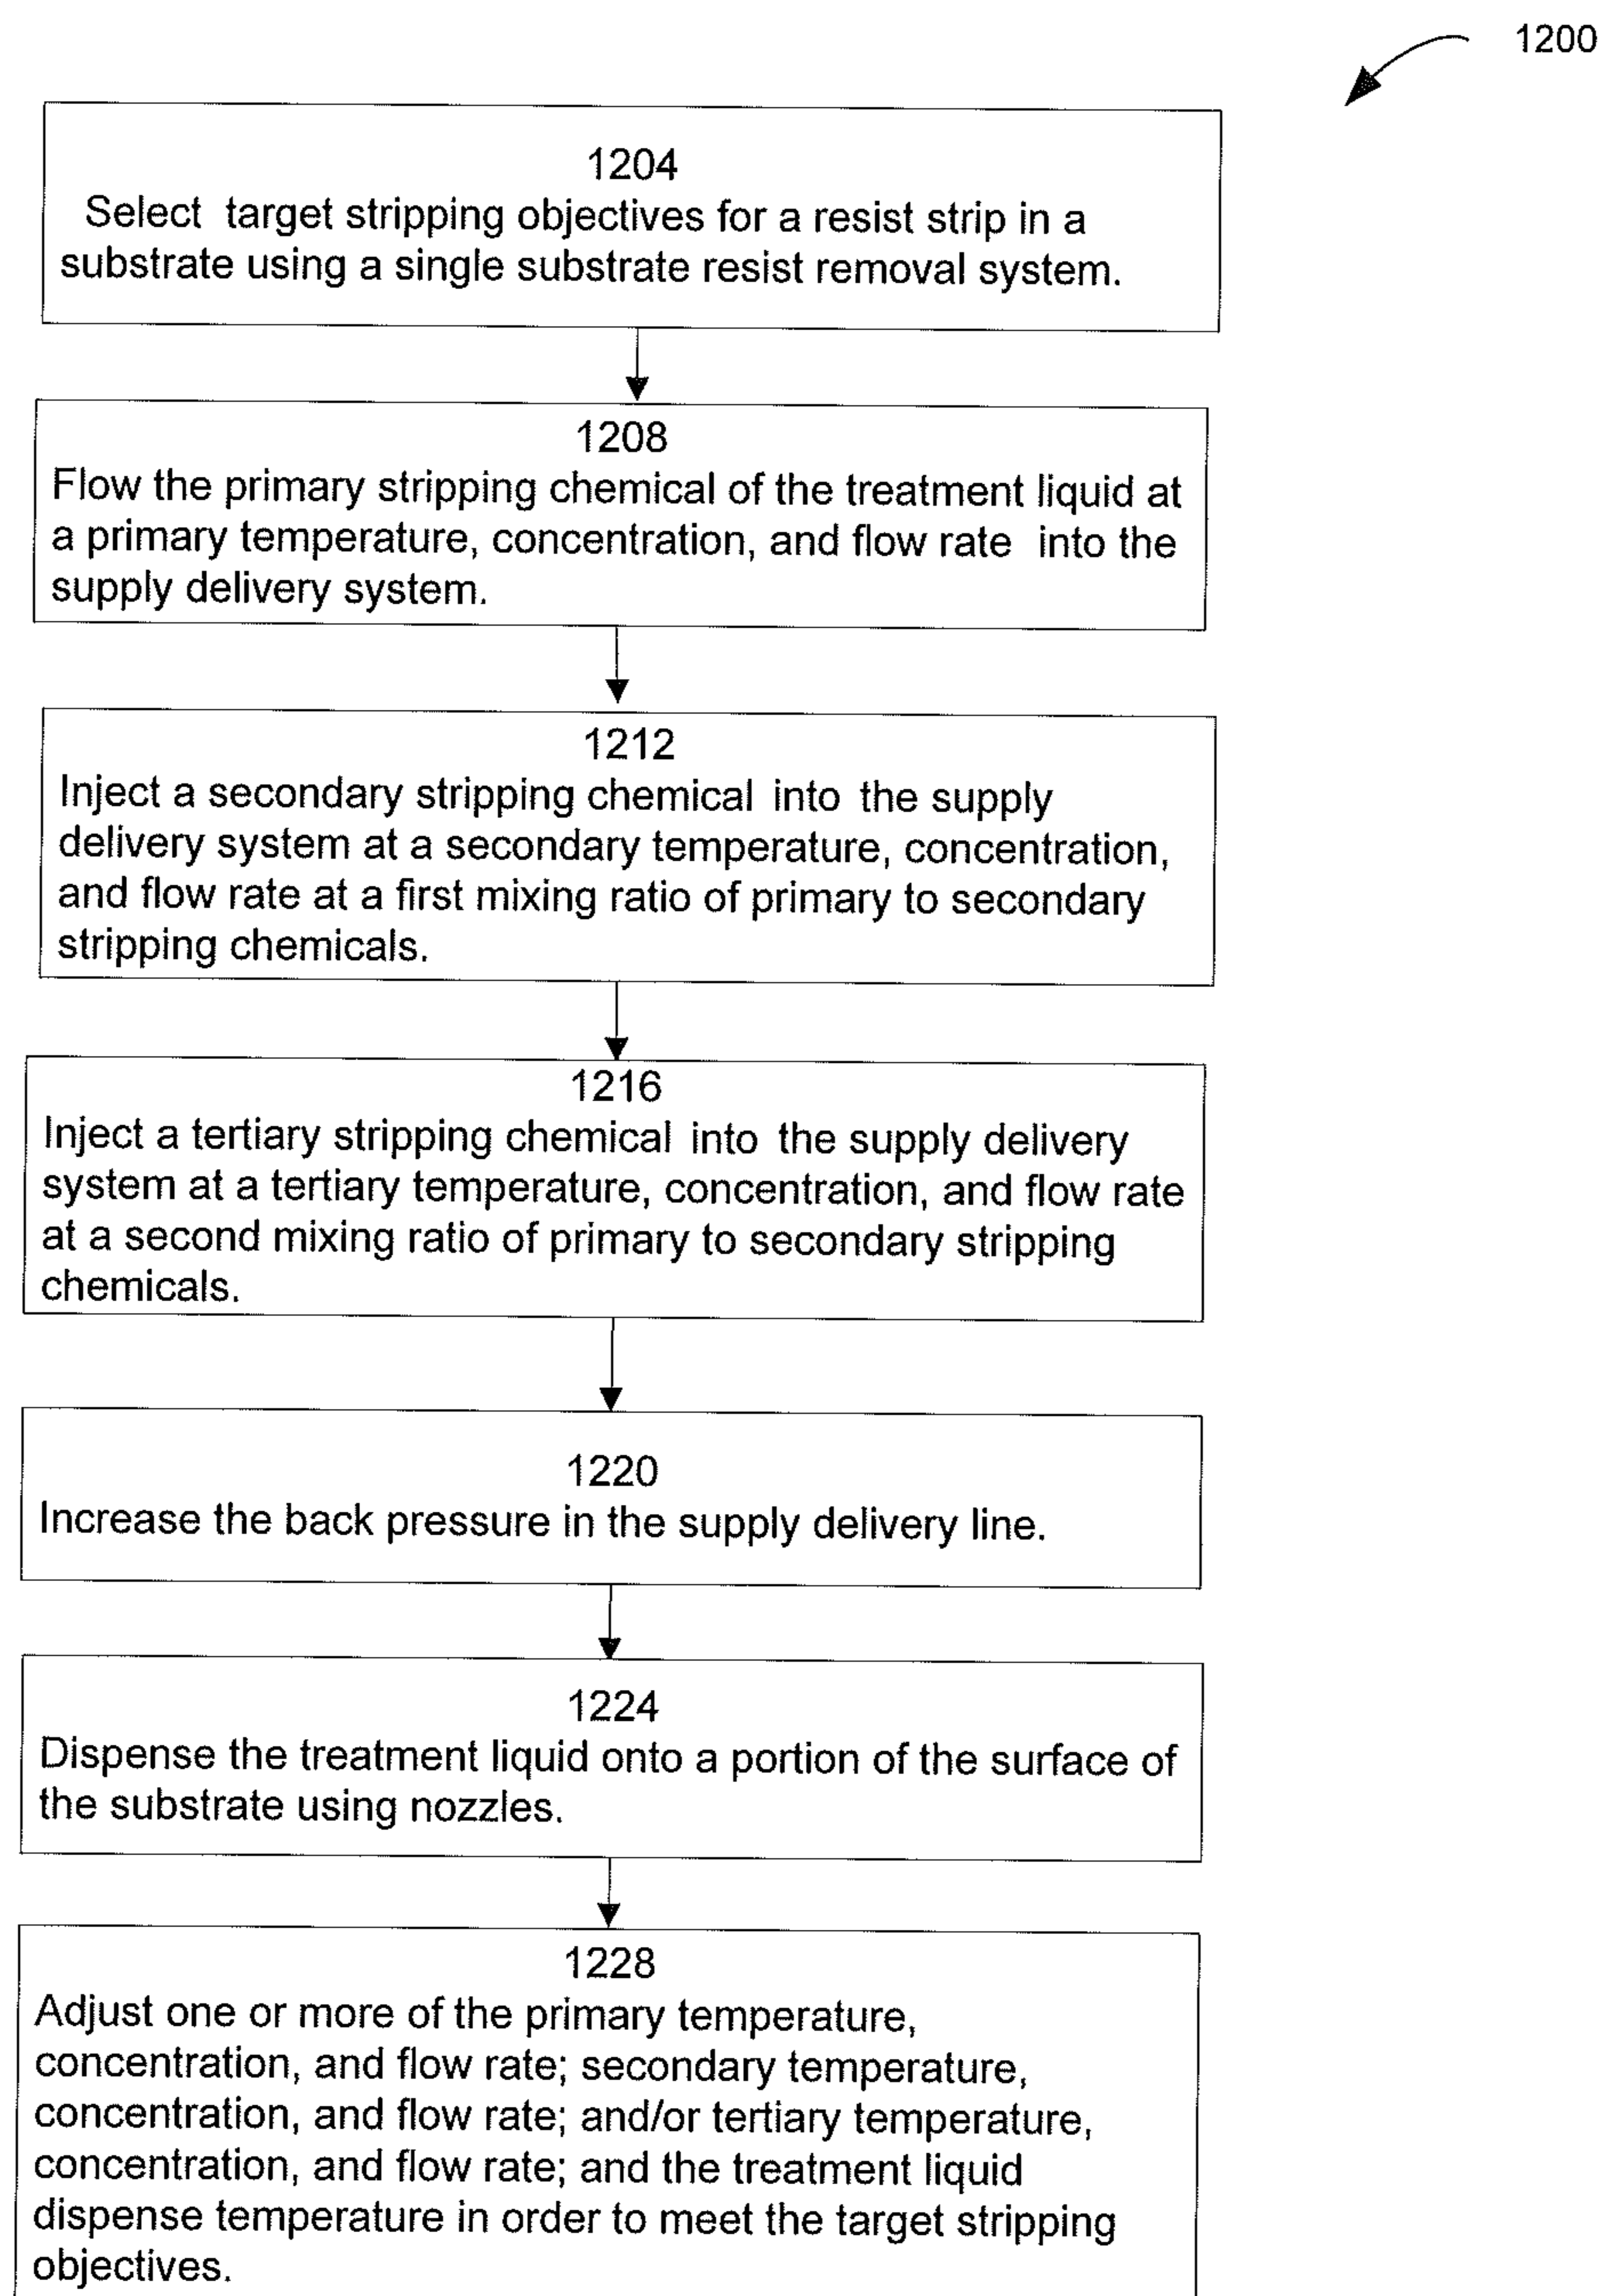 1200
1204
Select target stripping objectives for a resist strip in a
substrate using a single substrate resist removal system.
1208
Flow the primary stripping chemical of the treatment liquid at
a primary temperature, concentration, and flow rate into the
supply delivery system.
1212
Inject a secondary stripping chemical into the supply
delivery system at a secondary temperature, concentration,
and flow rate at a first mixing ratio of primary to secondary
stripping chemicals.
1216
Inject a tertiary stripping chemical into the supply delivery
system at a tertiary temperature, concentration, and flow rate
at a second mixing ratio of primary to secondary stripping
chemicals.
1220
Increase the back pressure in the supply delivery line.
1224
Dispense the treatment liquid onto a portion of the surface of
the substrate using nozzles.
1228
Adjust one or more of the primary temperature,
concentration, and flow rate; secondary temperature,
concentration, and flow rate; and/or tertiary temperature,
concentration, and flow rate; and the treatment liquid
dispense temperature in order to meet the target stripping
objectives.